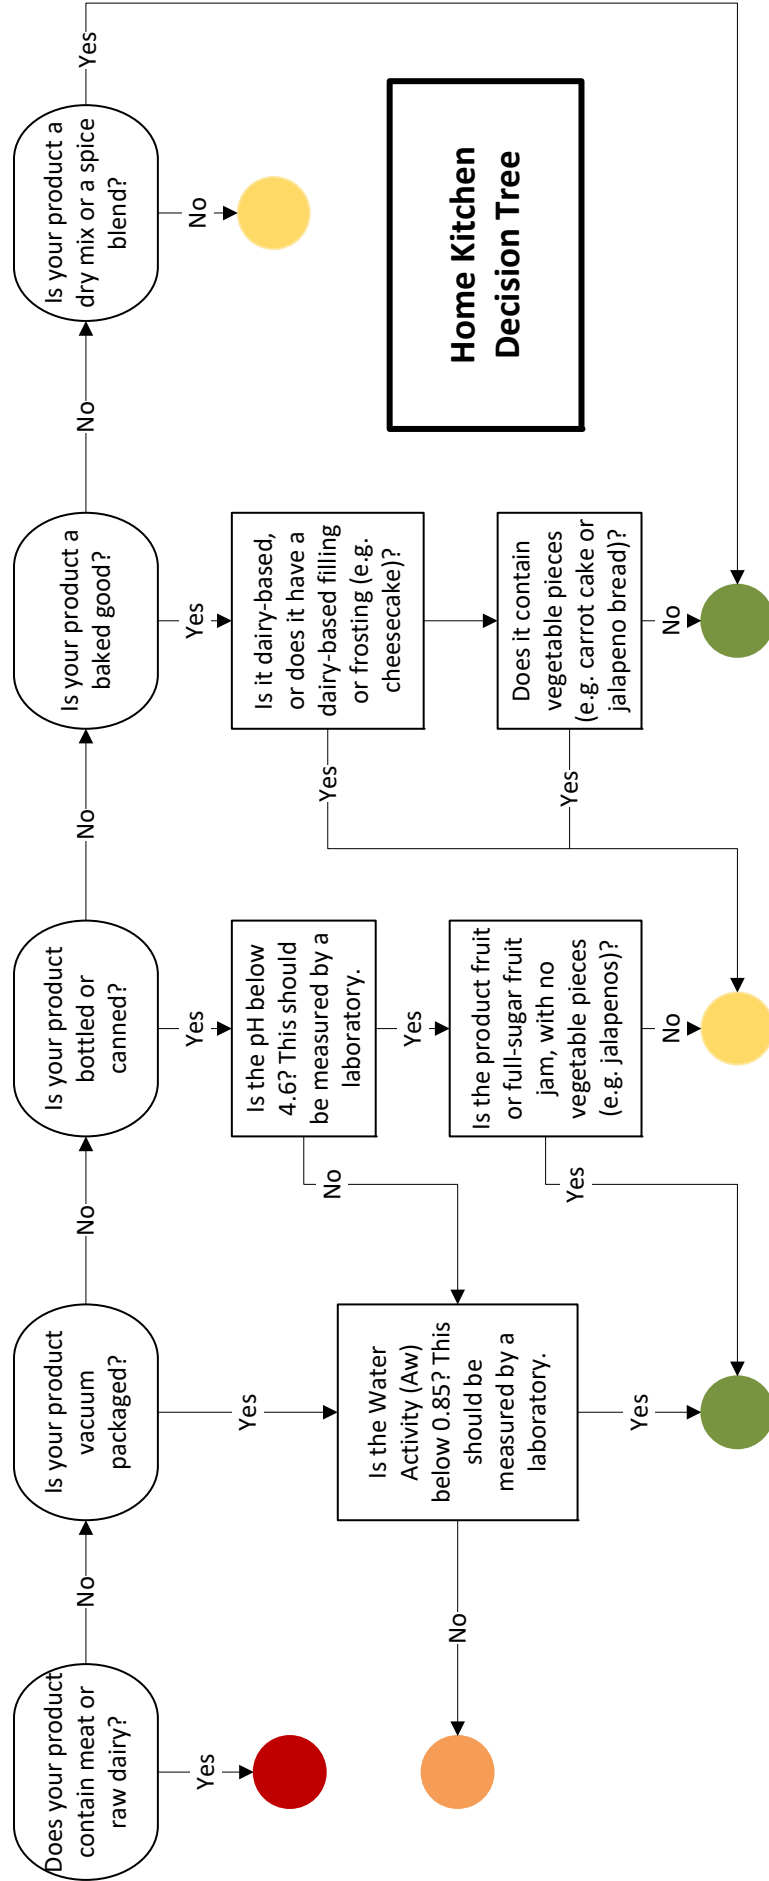 Does your product
contain meat or
raw dairy?
No
Is your product
vacuum
packaged?
No
Is your product
bottled or
canned?
No
Is your product a
baked good?
No
Is your product a
dry mix or a spice
blend?
Yes
Yes
Yes
Yes
Yes
No
Is the pH below
4.6? This should
be measured by a
laboratory.
Is it dairy-based,
or does it have a
dairy-based filling
or frosting (e.g.
cheesecake)?
No
Yes
Yes
Is the Water
Activity (Aw)
below 0.85? This
should be
measured by a
laboratory.
No
Is the product fruit
or full-sugar fruit
jam, with no
vegetable pieces
(e.g. jalapenos)?
Does it contain
vegetable pieces
(e.g. carrot cake or
jalapeno bread)?
Yes
Yes
Yes
No
No
Home Kitchen
Decision Tree